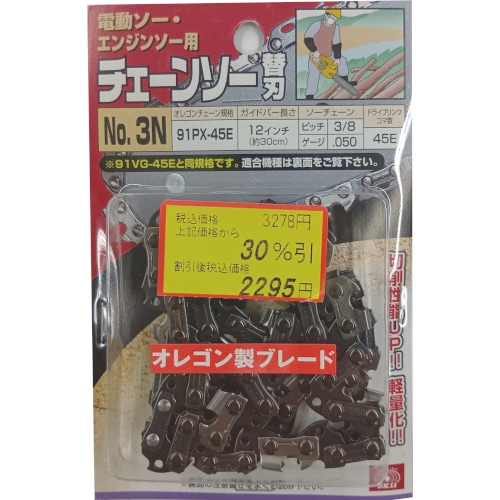 電動ソー・
エンジンソー用
チェーンソー替刃
No. 3N
オレゴンチェーン規格
91PX-45E
ガイドバー長さ
12インチ
(約30cm)
ソーチェーン
ピッチ 3/8
ゲージ .050
ドライブリンク
コマ数
45E
※91VG-45Eと同規格です。適合機種は裏面をご覧下さい。
税込価格 3278円
上記価格から
30%引
割引後税込価格
2295円
切削性能UP!!軽量化!!
オレゴン製ブレード
SKII